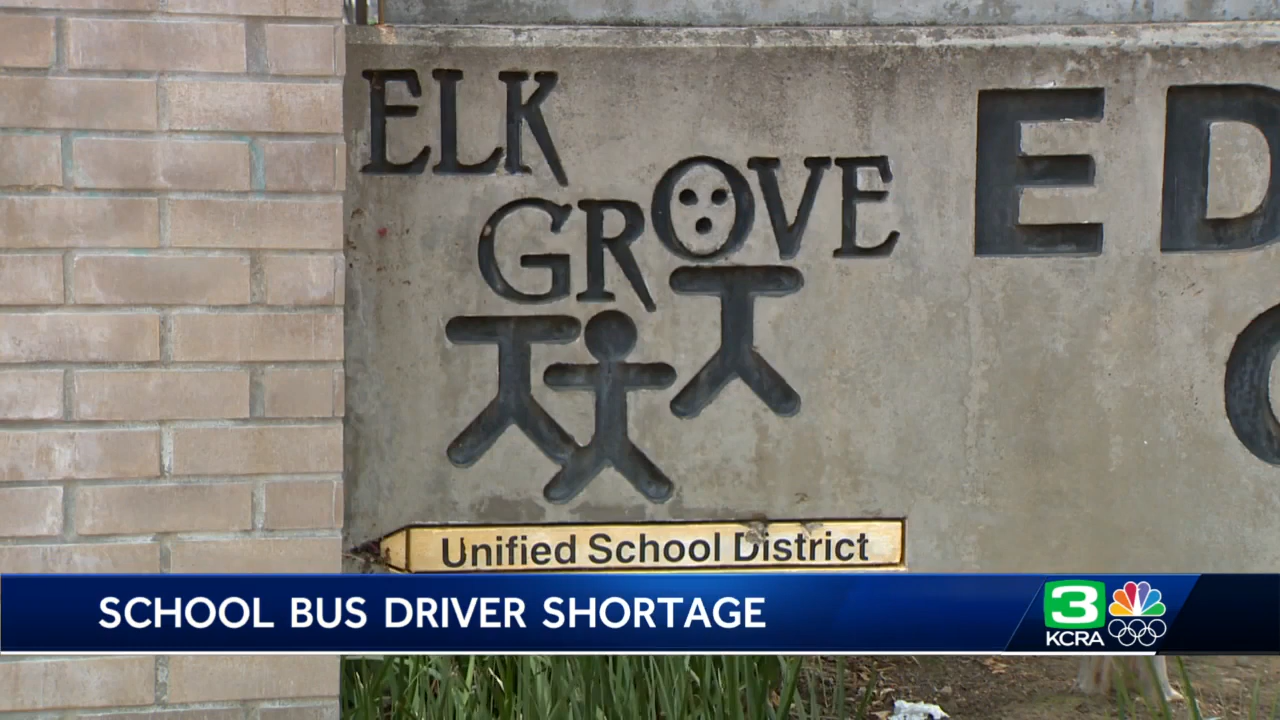 ELK
GROVE
ED
Unified School District
SCHOOL BUS DRIVER SHORTAGE
3
KCRA